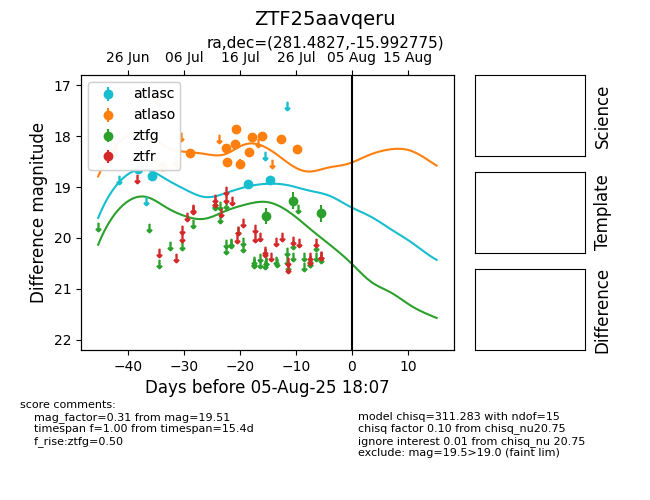 ZTF25aavqeru
ra,dec=(281.4827,-15.992775)
26 Jun 06 Jul 16 Jul 26 Jul 05 Aug 15 Aug
atlasc
atlaso
ztfg
ztfr
17
18
19
20
21
22
Difference magnitude
−40 −30 −20 −10 0 10
Days before 05-Aug-25 18:07
Science
Template
Difference
score comments:
mag_factor=0.31 from mag=19.51
timespan f=1.00 from timespan=15.4d
f_rise:ztfg=0.50
model chisq=311.283 with ndof=15
chisq factor 0.10 from chisq_nu20.75
ignore interest 0.01 from chisq_nu 20.75
exclude: mag=19.5>19.0 (faint lim)